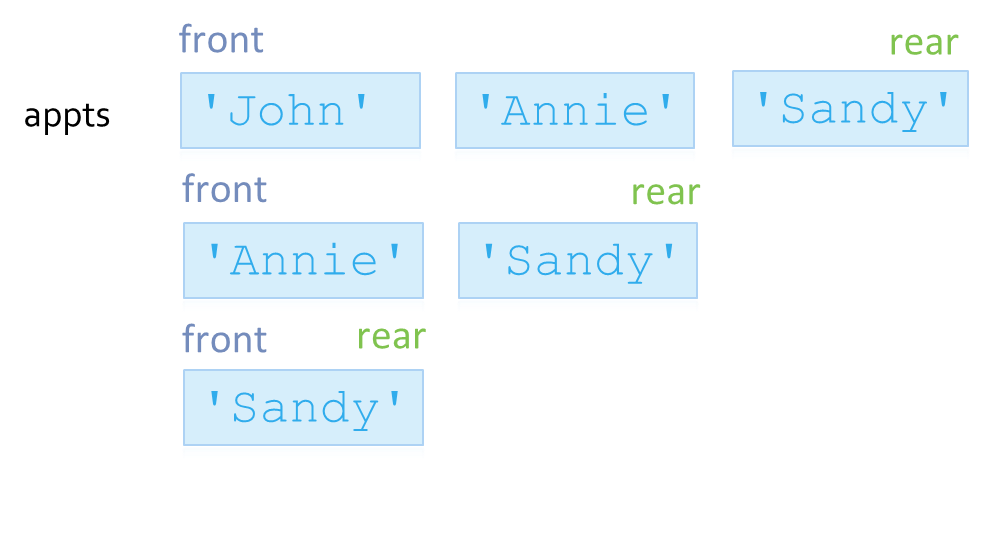 front rear
appts 'John' 'Annie' 'Sandy'
front rear
'Annie' 'Sandy'
front rear
'Sandy'